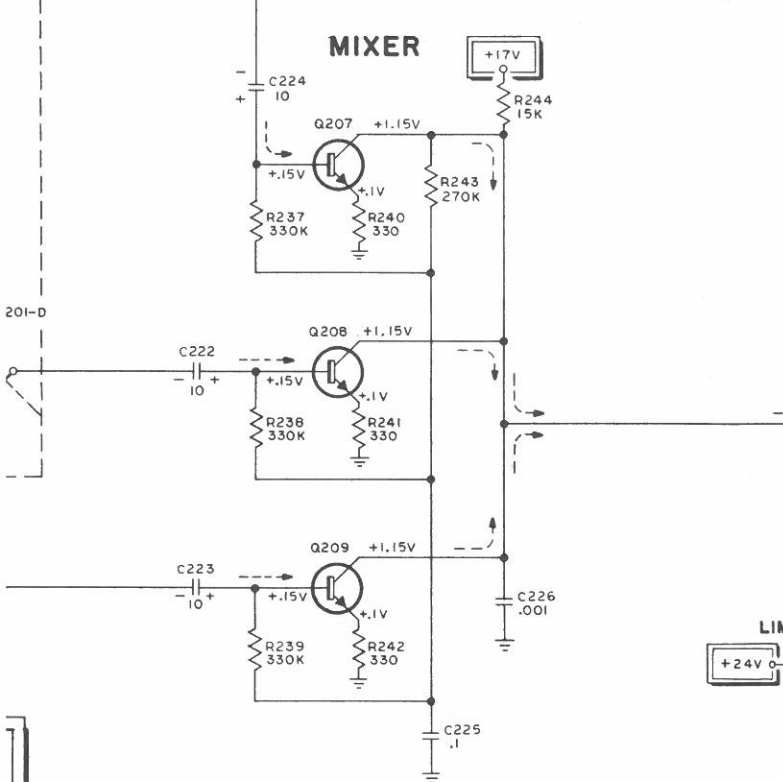 MIXER
+17V
R244
15K
- C224
+ 10
Q207
+1.15V
+.15V
+.1V
R243
270K
R237
330K
R240
330
201-D
Q208
+1.15V
C222
- 10 +
+.15V
+.1V
R238
330K
R241
330
-
Q209
+1.15V
C223
- 10 +
+.15V
+.1V
C226
.001
R239
330K
R242
330
LIM
+24V
C225
.1